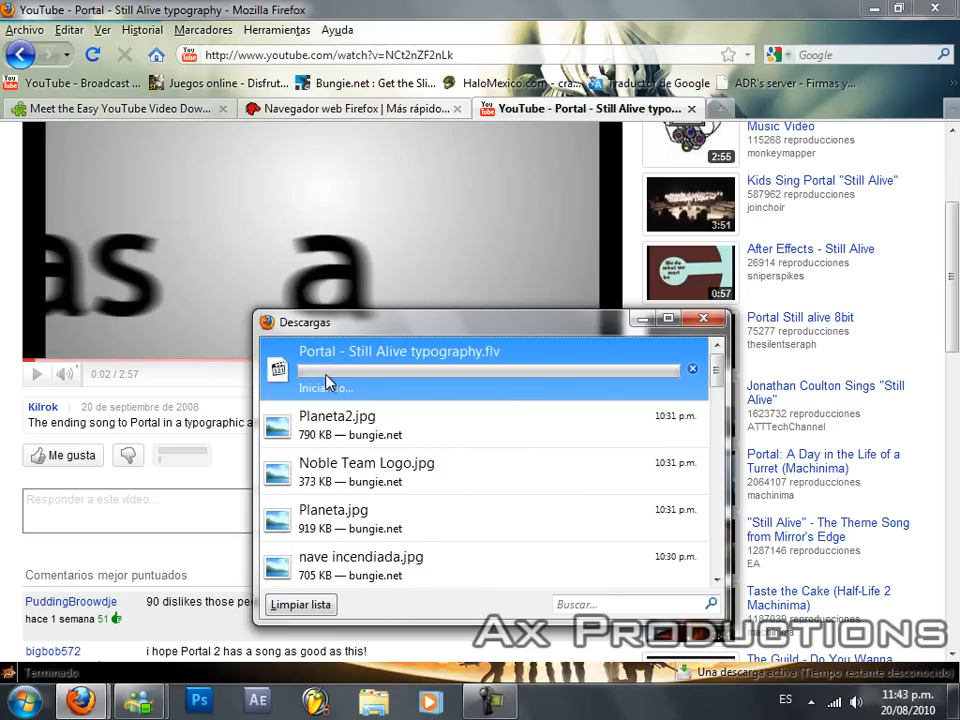 YouTube - Portal - Still Alive typography - Mozilla Firefox
Archivo Editar Ver Historial Marcadores Herramientas Ayuda
http://www.youtube.com/watch?v=NCt2nZF2nLk
Google
YouTube - Broadcast ... Juegos online - Disfrut... Bungie.net : Get the Sli... HaloMexico.com - cra... Traductor de Google ADR's server - Firmas y...
Meet the Easy YouTube Video Dow... Navegador web Firefox | Más rápido... YouTube - Portal - Still Alive typo...
as a
Music Video
115268 reproducciones
monkeymapper
2:55
Kids Sing Portal "Still Alive"
587962 reproducciones
joinchoir
2:51
After Effects - Still Alive
26914 reproducciones
sniperspikes
0:57
Portal Still alive 8bit
75277 reproducciones
thesilentseraph
Jonathan Coulton Sings "Still
Alive"
1623732 reproducciones
ATTTechChannel
Portal: A Day in the Life of a
Turret (Machinima)
2064107 reproducciones
machinima
"Still Alive" - The Theme Song
from Mirror's Edge
1287146 reproducciones
EA
Taste the Cake (Half-Life 2
Machinima)
1187039 reproducciones
machinima
The Guild - Do You Wanna
0:02 / 2:57
Kilrok 20 de septiembre de 2008
The ending song to Portal in a typographic a
Me gusta
Responder a este vídeo...
Comentarios mejor puntuados
PuddingBroowdje 90 dislikes those pe
hace 1 semana 51
bigbob572 i hope Portal 2 has a song as good as this!
Descargas
Portal - Still Alive typography.flv
Planeta2.jpg 10:31 p.m.
790 KB — bungie.net
Noble Team Logo.jpg 10:31 p.m.
373 KB — bungie.net
Planeta.jpg 10:31 p.m.
919 KB — bungie.net
nave incendiada.jpg 10:30 p.m.
705 KB — bungie.net
Limpiar lista
Buscar...
Ax Productions
Terminado
Una descarga activa (Tiempo restante desconocido)
Ps Ae
ES
11:43 p.m.
20/08/2010